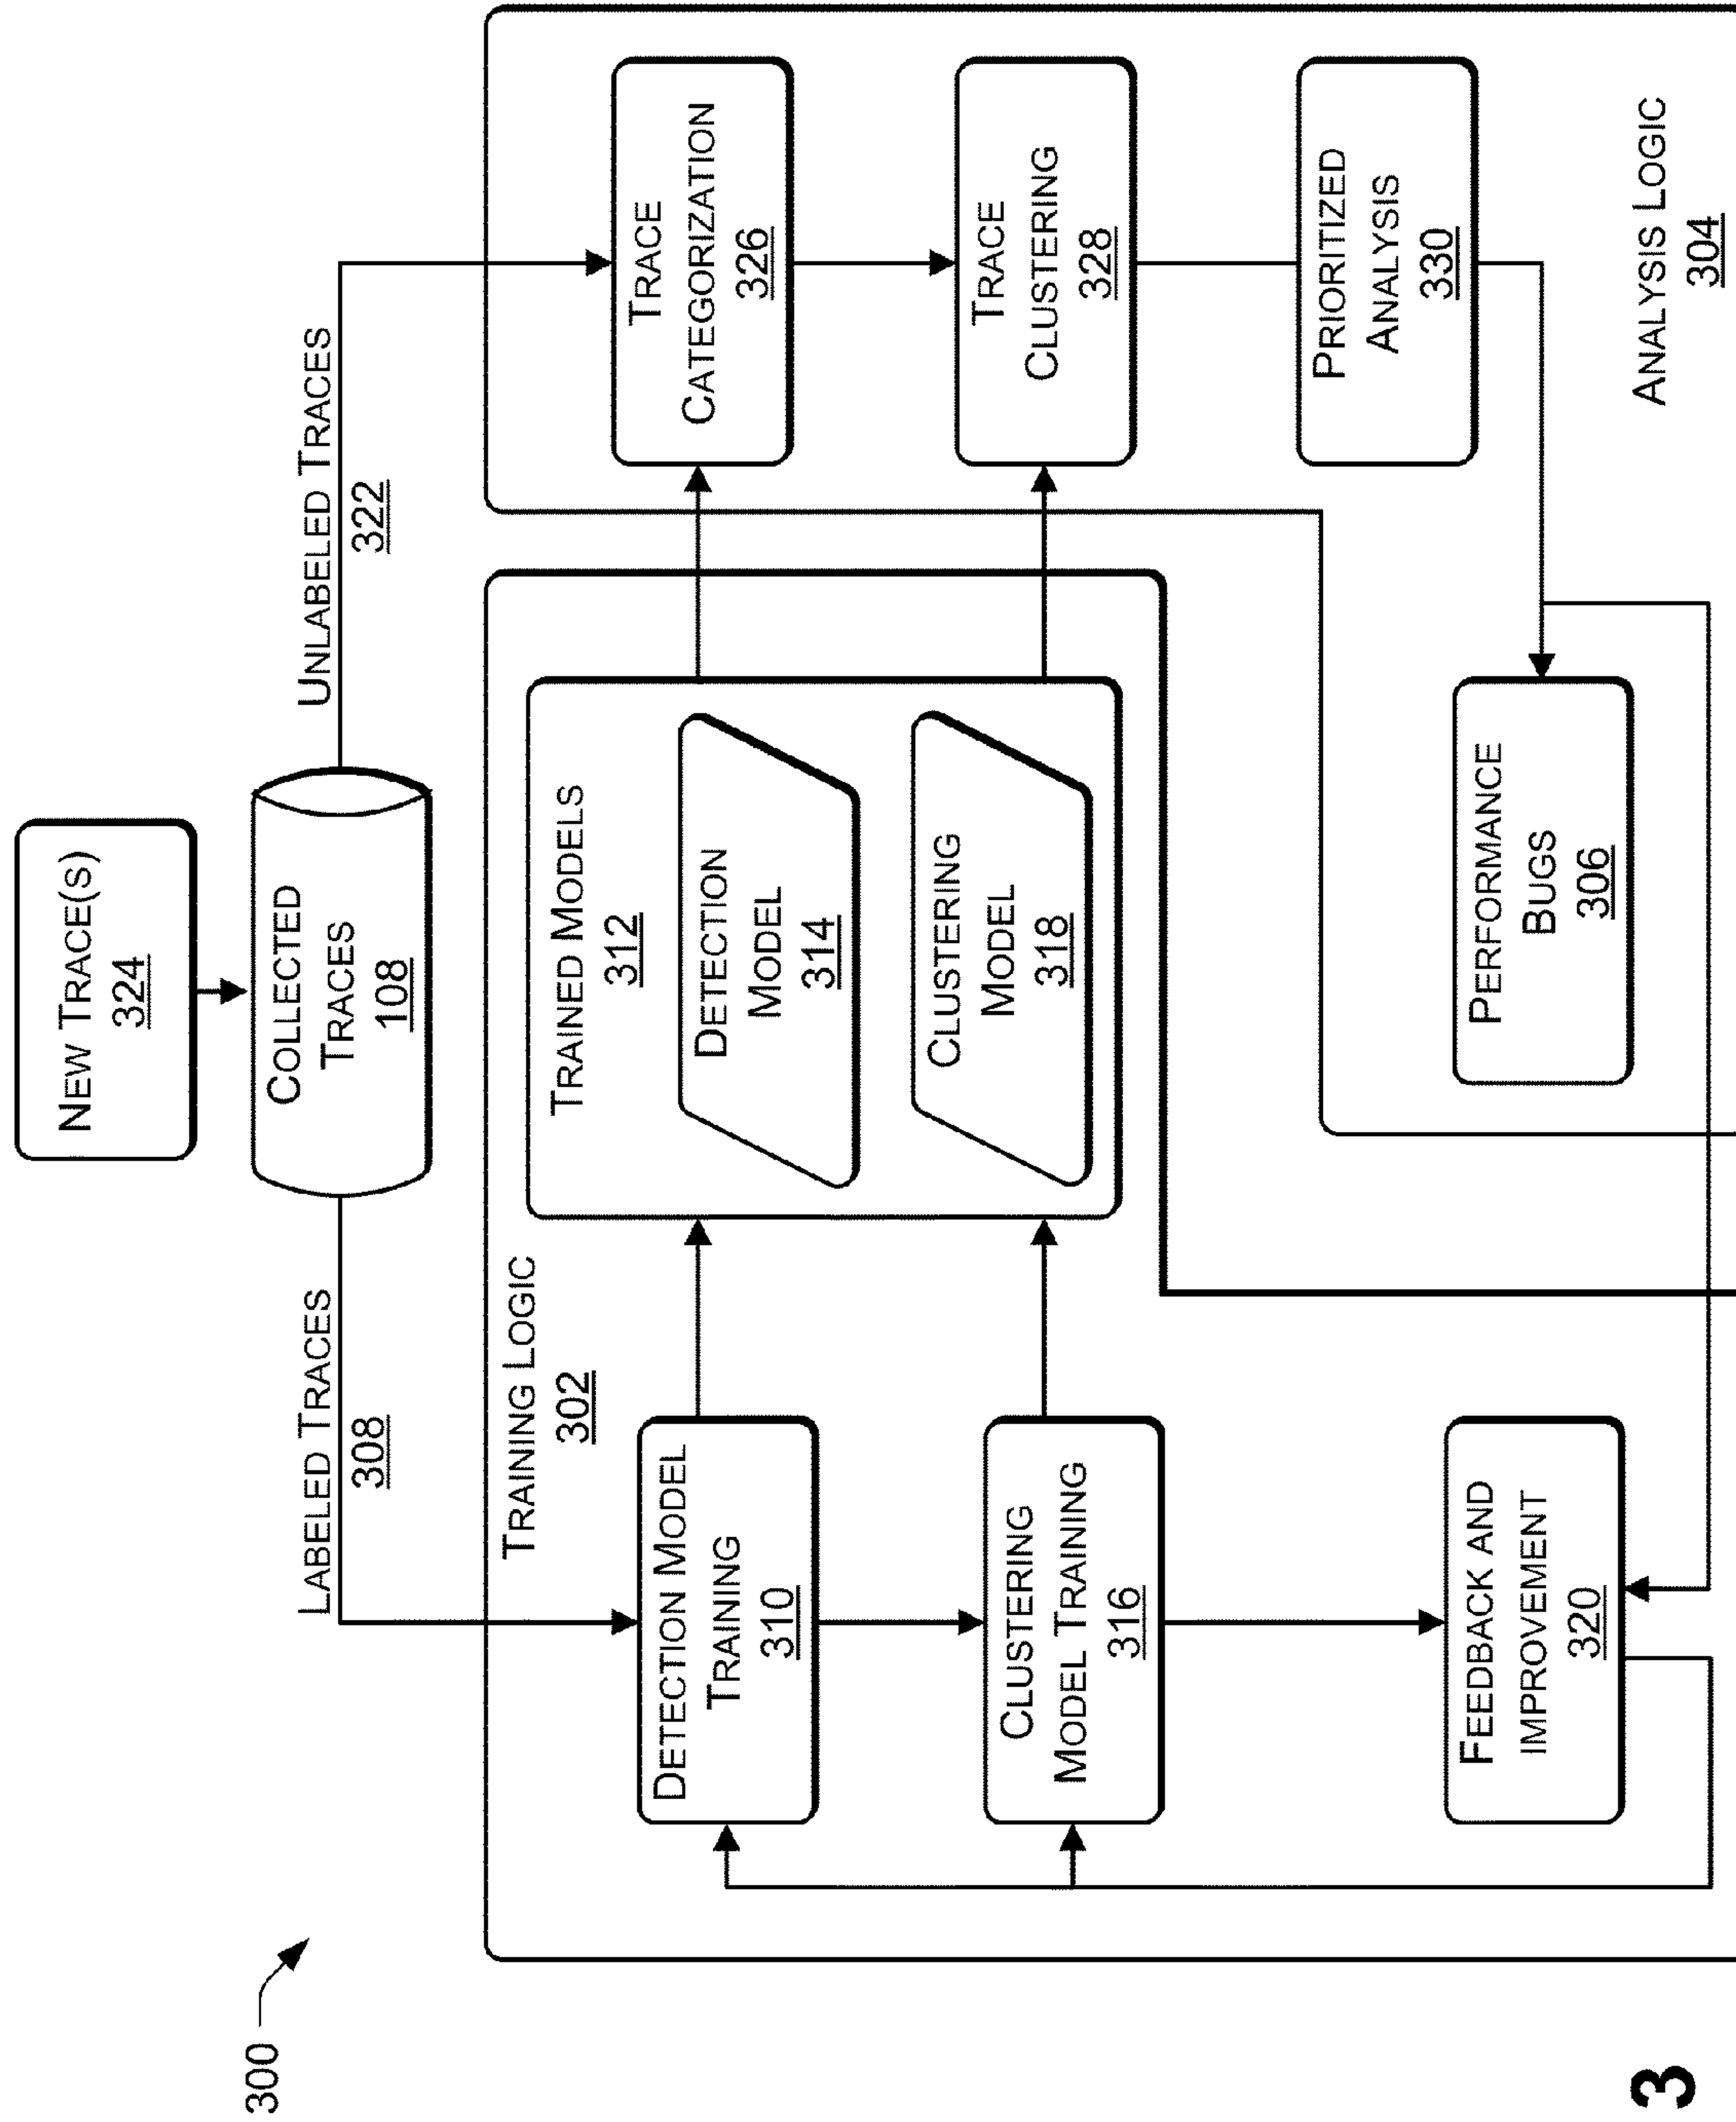 300
NEW TRACE(S)
324
COLLECTED
TRACES
108
LABELED TRACES
308
UNLABELED TRACES
322
TRAINING LOGIC
302
DETECTION MODEL
TRAINING
310
TRAINED MODELS
312
DETECTION
MODEL
314
TRACE
CATEGORIZATION
326
CLUSTERING
MODEL TRAINING
316
CLUSTERING
MODEL
318
TRACE
CLUSTERING
328
PRIORITIZED
ANALYSIS
330
FEEDBACK AND
IMPROVEMENT
320
PERFORMANCE
BUGS
306
ANALYSIS LOGIC
304
3